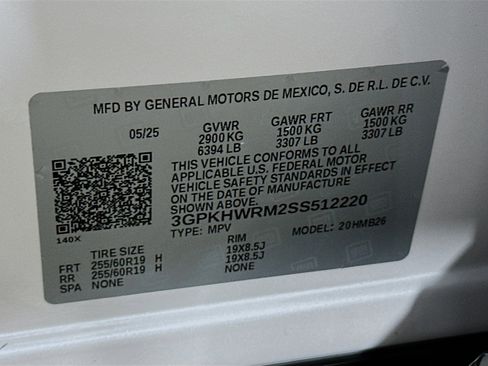 MFD BY GENERAL MOTORS DE MEXICO, S. DE R.L. DE C.V.
05/25 GVWR GAWR FRT GAWR RR
2900 KG 1500 KG 1500 KG
6394 LB 3307 LB 3307 LB
THIS VEHICLE CONFORMS TO ALL
APPLICABLE U.S. FEDERAL MOTOR
VEHICLE SAFETY STANDARDS IN EFFECT
ON THE DATE OF MANUFACTURE
SHOWN ABOVE.
3GPKHWRM2SS512220
TYPE: MPV MODEL: 20HMB26
140X
TIRE SIZE RIM
FRT 255/60R19 H 19X8.5J
RR 255/60R19 H 19X8.5J
SPA NONE NONE